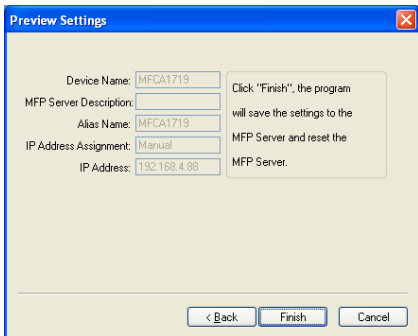 Preview Settings
Device Name: MFCA1719
MFP Server Description:
Alias Name: MFCA1719
IP Address Assignment: Manual
IP Address: 192.168.4.88
Click "Finish", the program
will save the settings to the
MFP Server and reset the
MFP Server.
< Back Finish Cancel